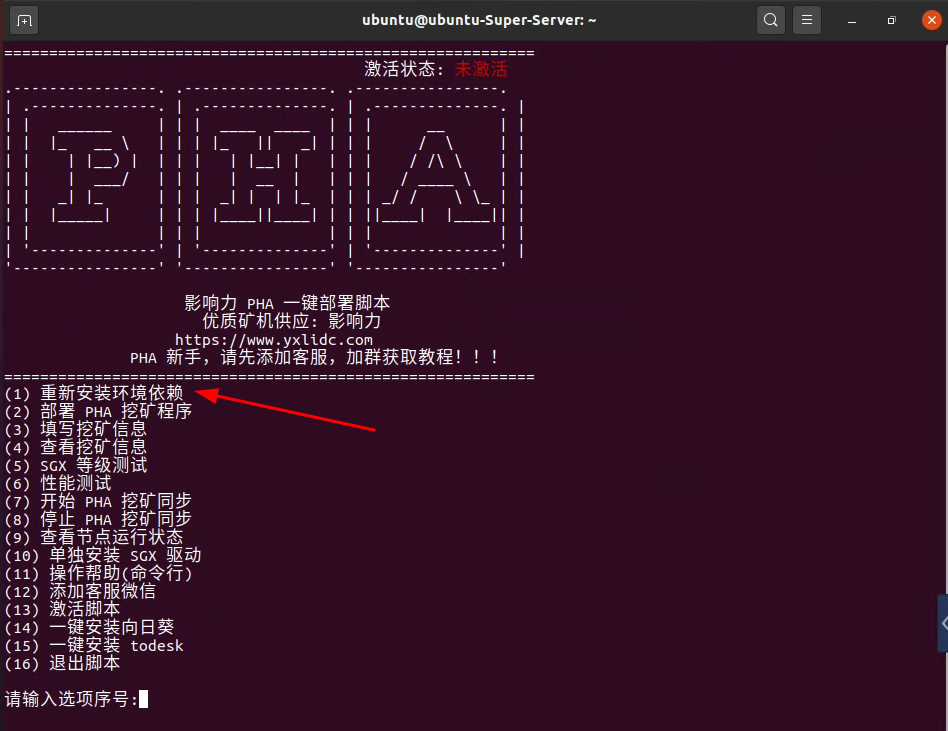 ubuntu@ubuntu-Super-Server: ~
激活状态: 未激活
PHA
影响力 PHA 一键部署脚本
优质矿机供应: 影响力
https://www.yxlidc.com
PHA 新手，请先添加客服，加群获取教程！！！
(1) 重新安装环境依赖
(2) 部署 PHA 挖矿程序
(3) 填写挖矿信息
(4) 查看挖矿信息
(5) SGX 等级测试
(6) 性能测试
(7) 开始 PHA 挖矿同步
(8) 停止 PHA 挖矿同步
(9) 查看节点运行状态
(10) 单独安装 SGX 驱动
(11) 操作帮助(命令行)
(12) 添加客服微信
(13) 激活脚本
(14) 一键安装向日葵
(15) 一键安装 todesk
(16) 退出脚本
请输入选项序号: